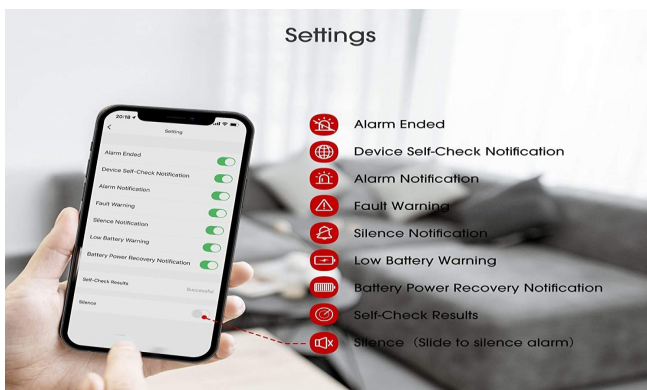 Settings
20:18
Setting
Alarm Ended
Device Self-Check Notification
Alarm Notification
Fault Warning
Silence Notification
Low Battery Warning
Battery Power Recovery Notification
Self-Check Results
Successful
Silence
Alarm Ended
Device Self-Check Notification
Alarm Notification
Fault Warning
Silence Notification
Low Battery Warning
Battery Power Recovery Notification
Self-Check Results
Silence (Slide to silence alarm)